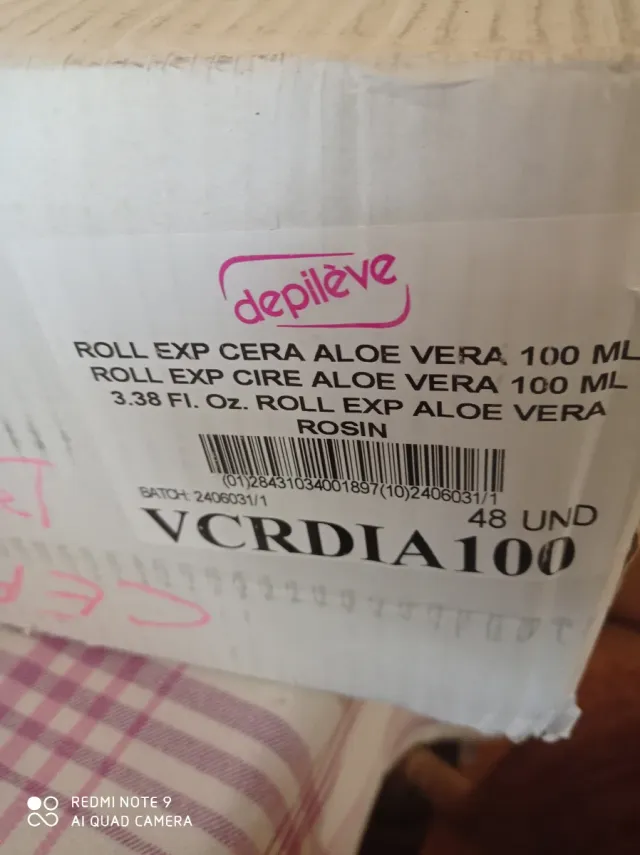 depilève
ROLL EXP CERA ALOE VERA 100 ML
ROLL EXP CIRE ALOE VERA 100 ML
3.38 Fl. Oz. ROLL EXP ALOE VERA
ROSIN
(01)28431034001897(10)2406031/1
BATCH: 2406031/1
48 UND
VCRDIA100
REDMI NOTE 9
AI QUAD CAMERA